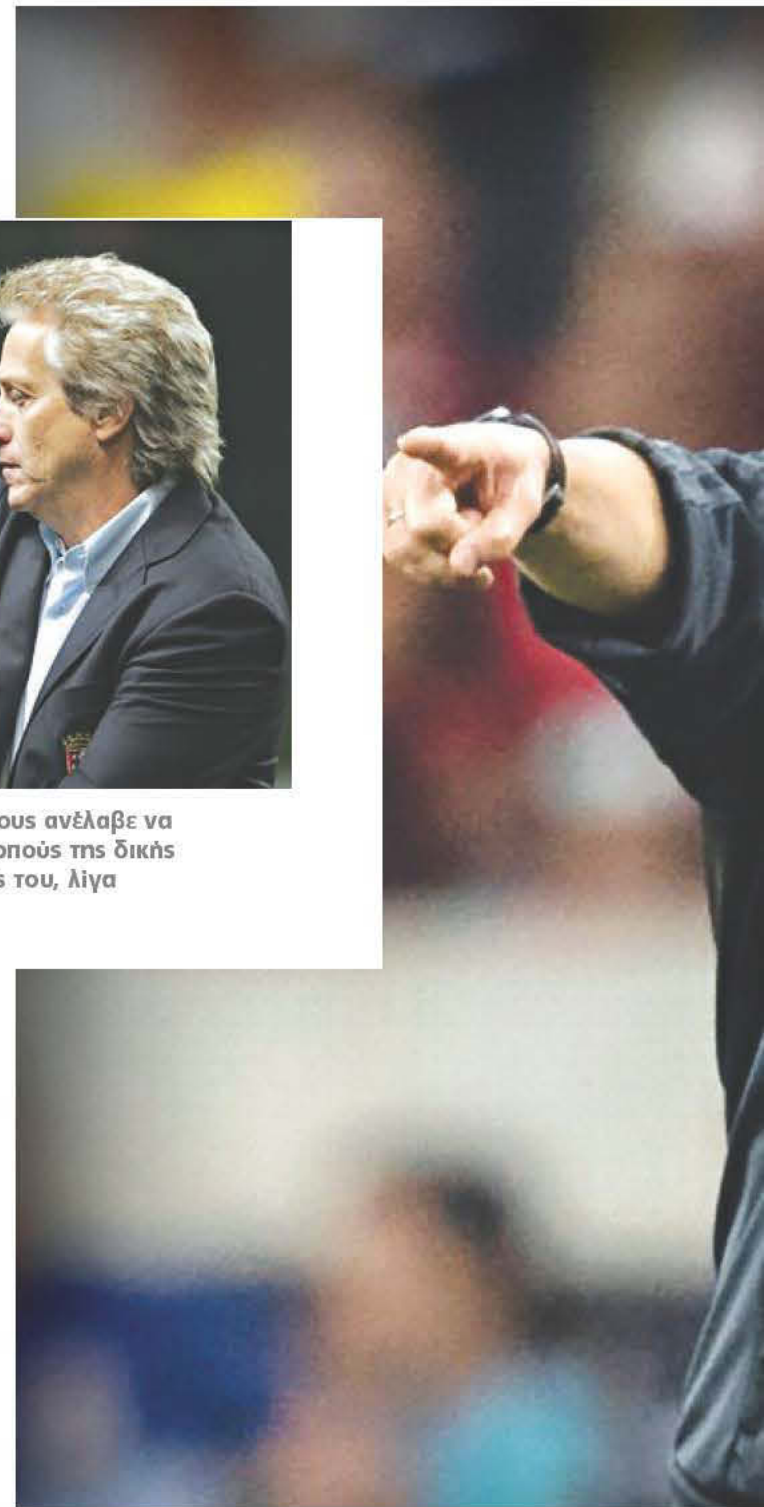 ους ανέλαβε να
οπούς της δικής
ς του, λίγα